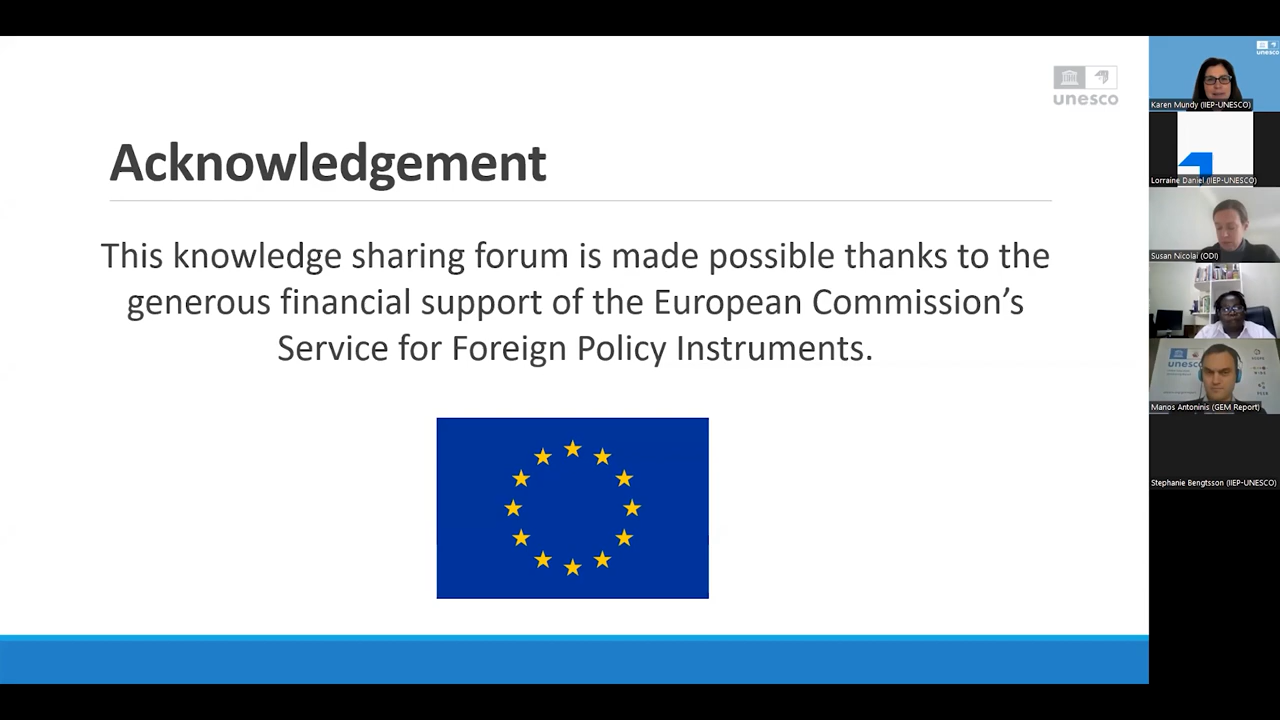 unesco
Acknowledgement
This knowledge sharing forum is made possible thanks to the
generous financial support of the European Commission’s
Service for Foreign Policy Instruments.
unesco
Karen Mundy (IIEP-UNESCO)
Lorraine Daniel (IIEP-UNESCO)
Susan Nicolai (ODI)
unesco
Manos Antoninis (GEM Report)
Stephanie Bengtsson (IIEP-UNESCO)